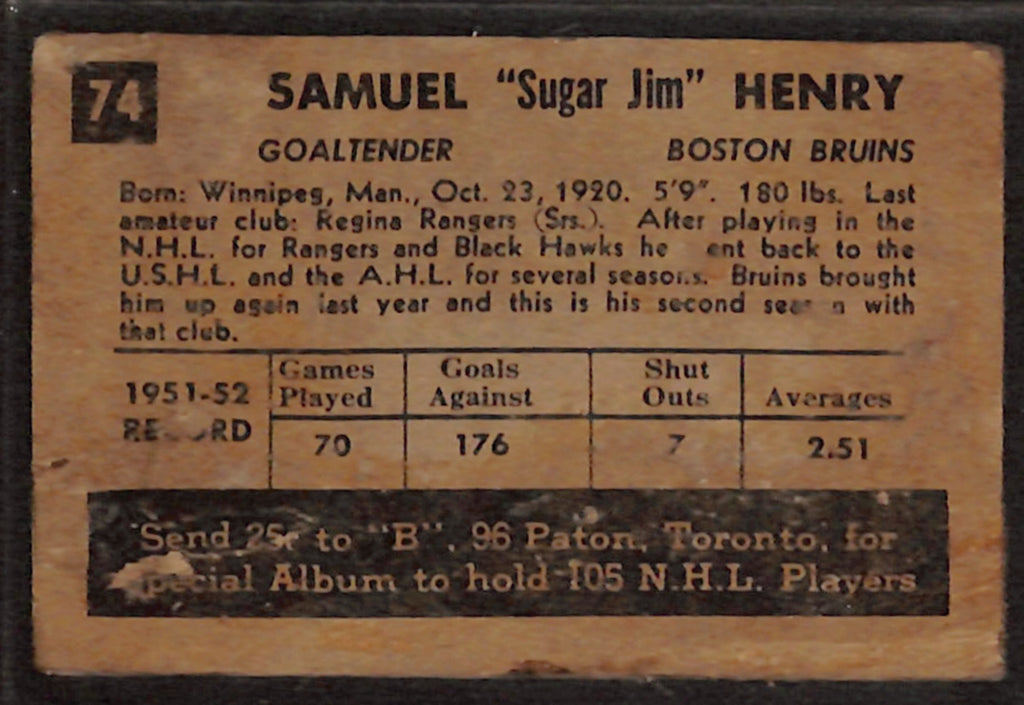 74
SAMUEL "Sugar Jim" HENRY
GOALTENDER BOSTON BRUINS
Born: Winnipeg, Man., Oct. 23, 1920. 5'9". 180 lbs. Last
amateur club: Regina Rangers (Srs.). After playing in the
N.H.L. for Rangers and Black Hawks he back to the
U.S.H.L. and the A.H.L. for several seasons. Bruins brought
him up again last year and this is his second season with
that club.
1951-52 RECORD
Games Played Goals Against Shut Outs Averages
70 176 7 2.51
Send 25¢ to "B", 96 Paton, Toronto, for
Special Album to hold 105 N.H.L. Players